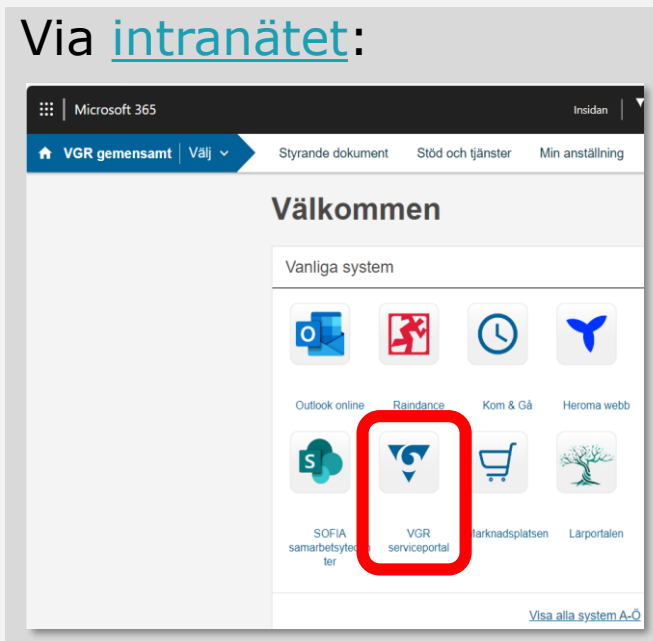 Via intranätet:
Microsoft 365 Insidan
VGR gemensamt Välj Styrande dokument Stöd och tjänster Min anställning
Välkommen
Vanliga system
Outlook online Raindance Kom & Gå Heroma webb
SOFIA VGR Marknadsplatsen Lärportalen
serviceportal
ter
Visa alla system A-Ö